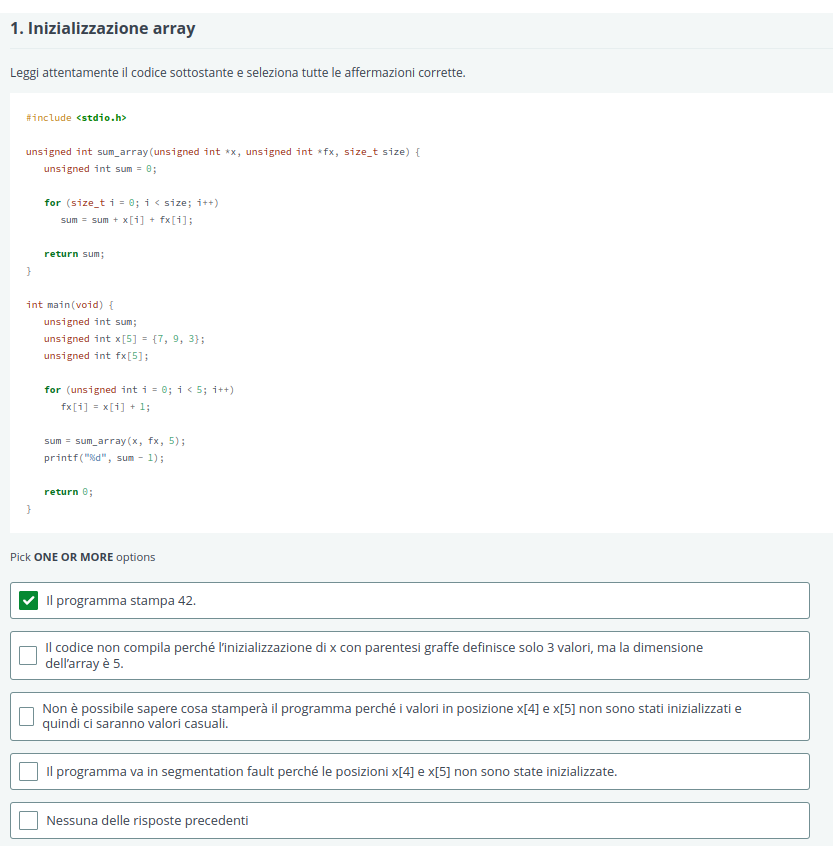 1. Inizializzazione array
Leggi attentamente il codice sottostante e seleziona tutte le affermazioni corrette.
#include <stdio.h>
unsigned int sum_array(unsigned int *x, unsigned int *fx, size_t size) {
unsigned int sum = 0;
for (size_t i = 0; i < size; i++)
sum = sum + x[i] + fx[i];
return sum;
}
int main(void) {
unsigned int sum;
unsigned int x[5] = {7, 9, 3};
unsigned int fx[5];
for (unsigned int i = 0; i < 5; i++)
fx[i] = x[i] + 1;
sum = sum_array(x, fx, 5);
printf("%d", sum - 1);
return 0;
}
Pick ONE OR MORE options
Il programma stampa 42.
Il codice non compila perché l’inizializzazione di x con parentesi graffe definisce solo 3 valori, ma la dimensione
dell’array è 5.
Non è possibile sapere cosa stamperà il programma perché i valori in posizione x[4] e x[5] non sono stati inizializzati e
quindi ci saranno valori casuali.
Il programma va in segmentation fault perché le posizioni x[4] e x[5] non sono state inizializzate.
Nessuna delle risposte precedenti